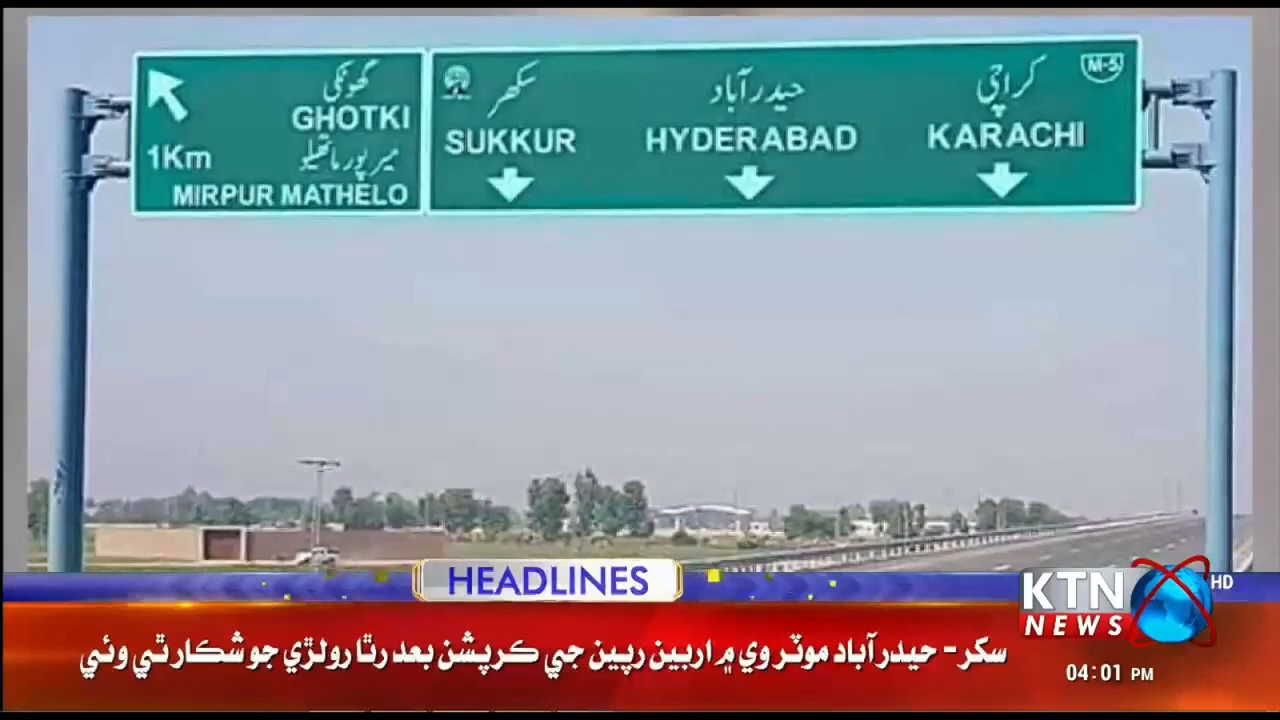 گھوٹکی
GHOTKI
میرپور ماتھیلو
1Km
MIRPUR MATHELO
سکھر
SUKKUR
حیدرآباد
HYDERABAD
کراچی
KARACHI
M-5
HEADLINES
KTN
NEWS
HD
سکر - حيدرآباد موٽر وي ۾ اربين رپين جي ڪرپشن بعد رٿا رولڙي جو شڪار ٿي وئي
04:01 PM